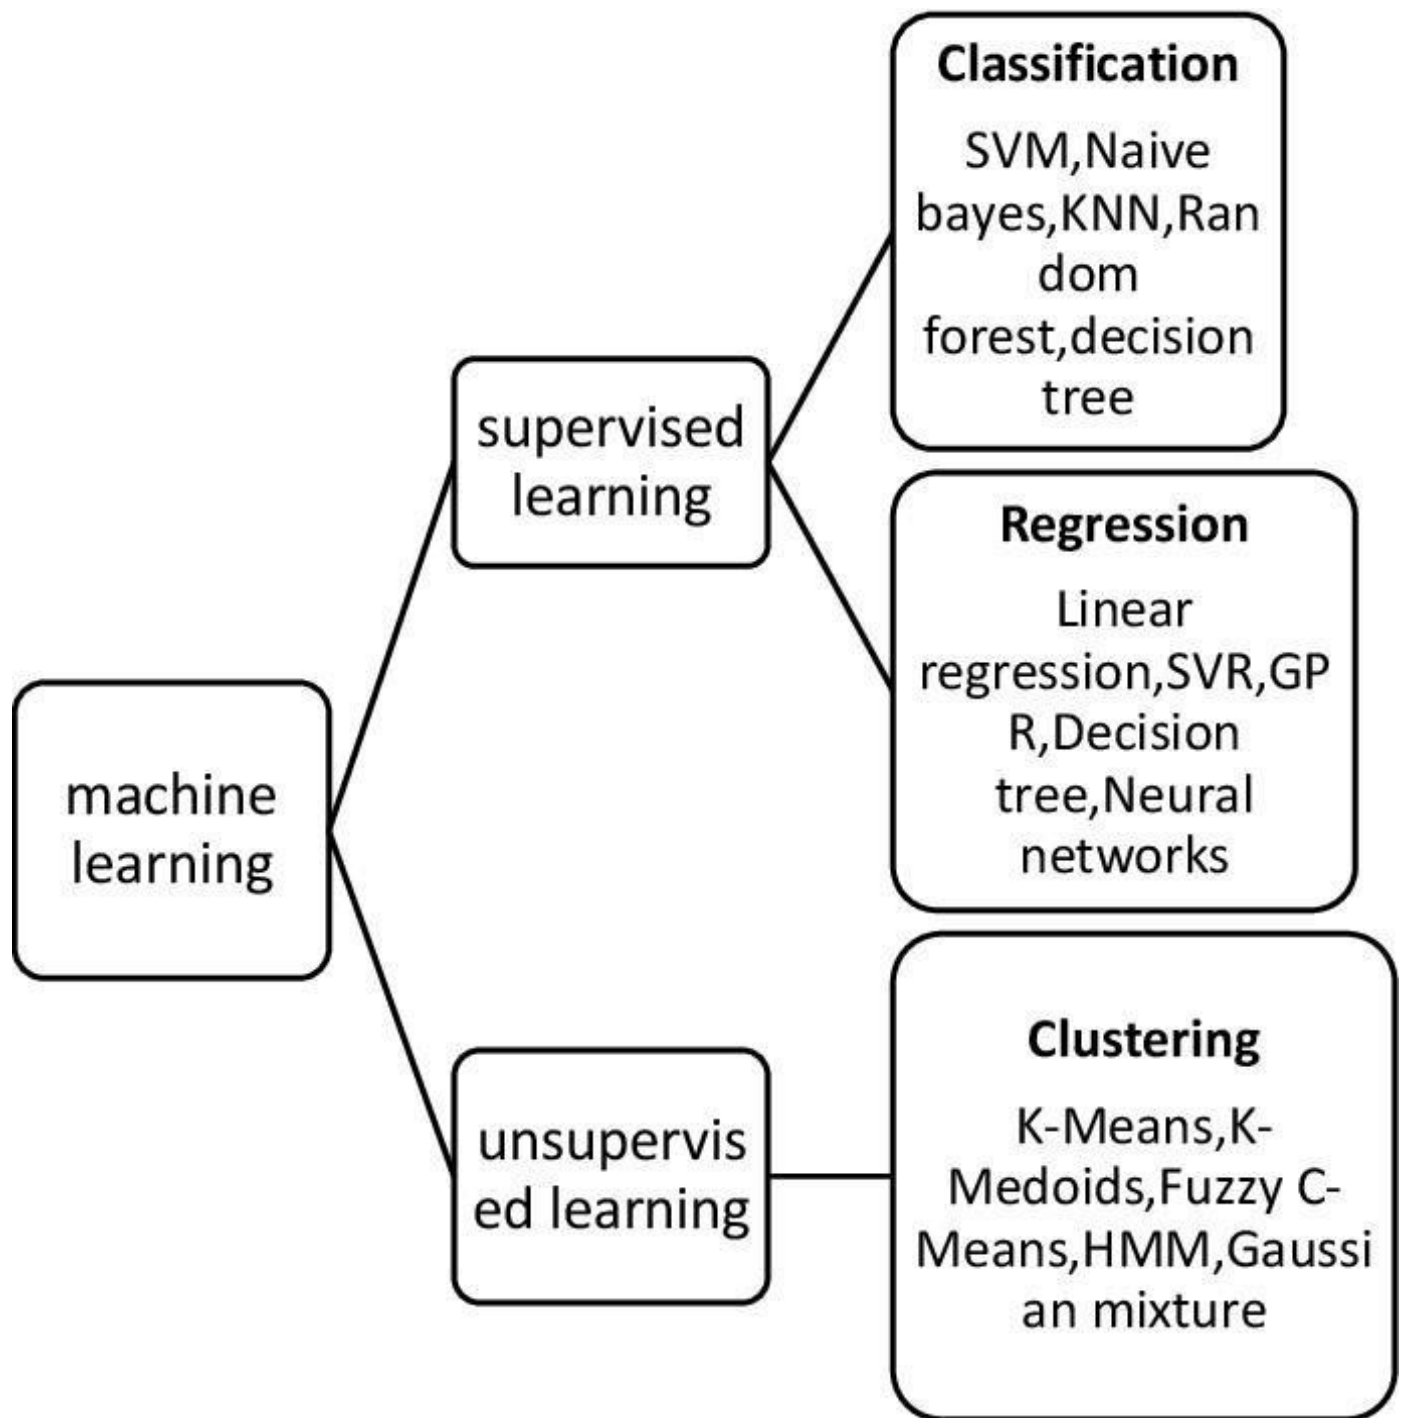 machine
learning
supervised
learning
unsupervis
ed learning
Classification
SVM,Naive
bayes,KNN,Ran
dom
forest,decision
tree
Regression
Linear
regression,SVR,GP
R,Decision
tree,Neural
networks
Clustering
K-Means,K-
Medoids,Fuzzy C-
Means,HMM,Gaussi
an mixture